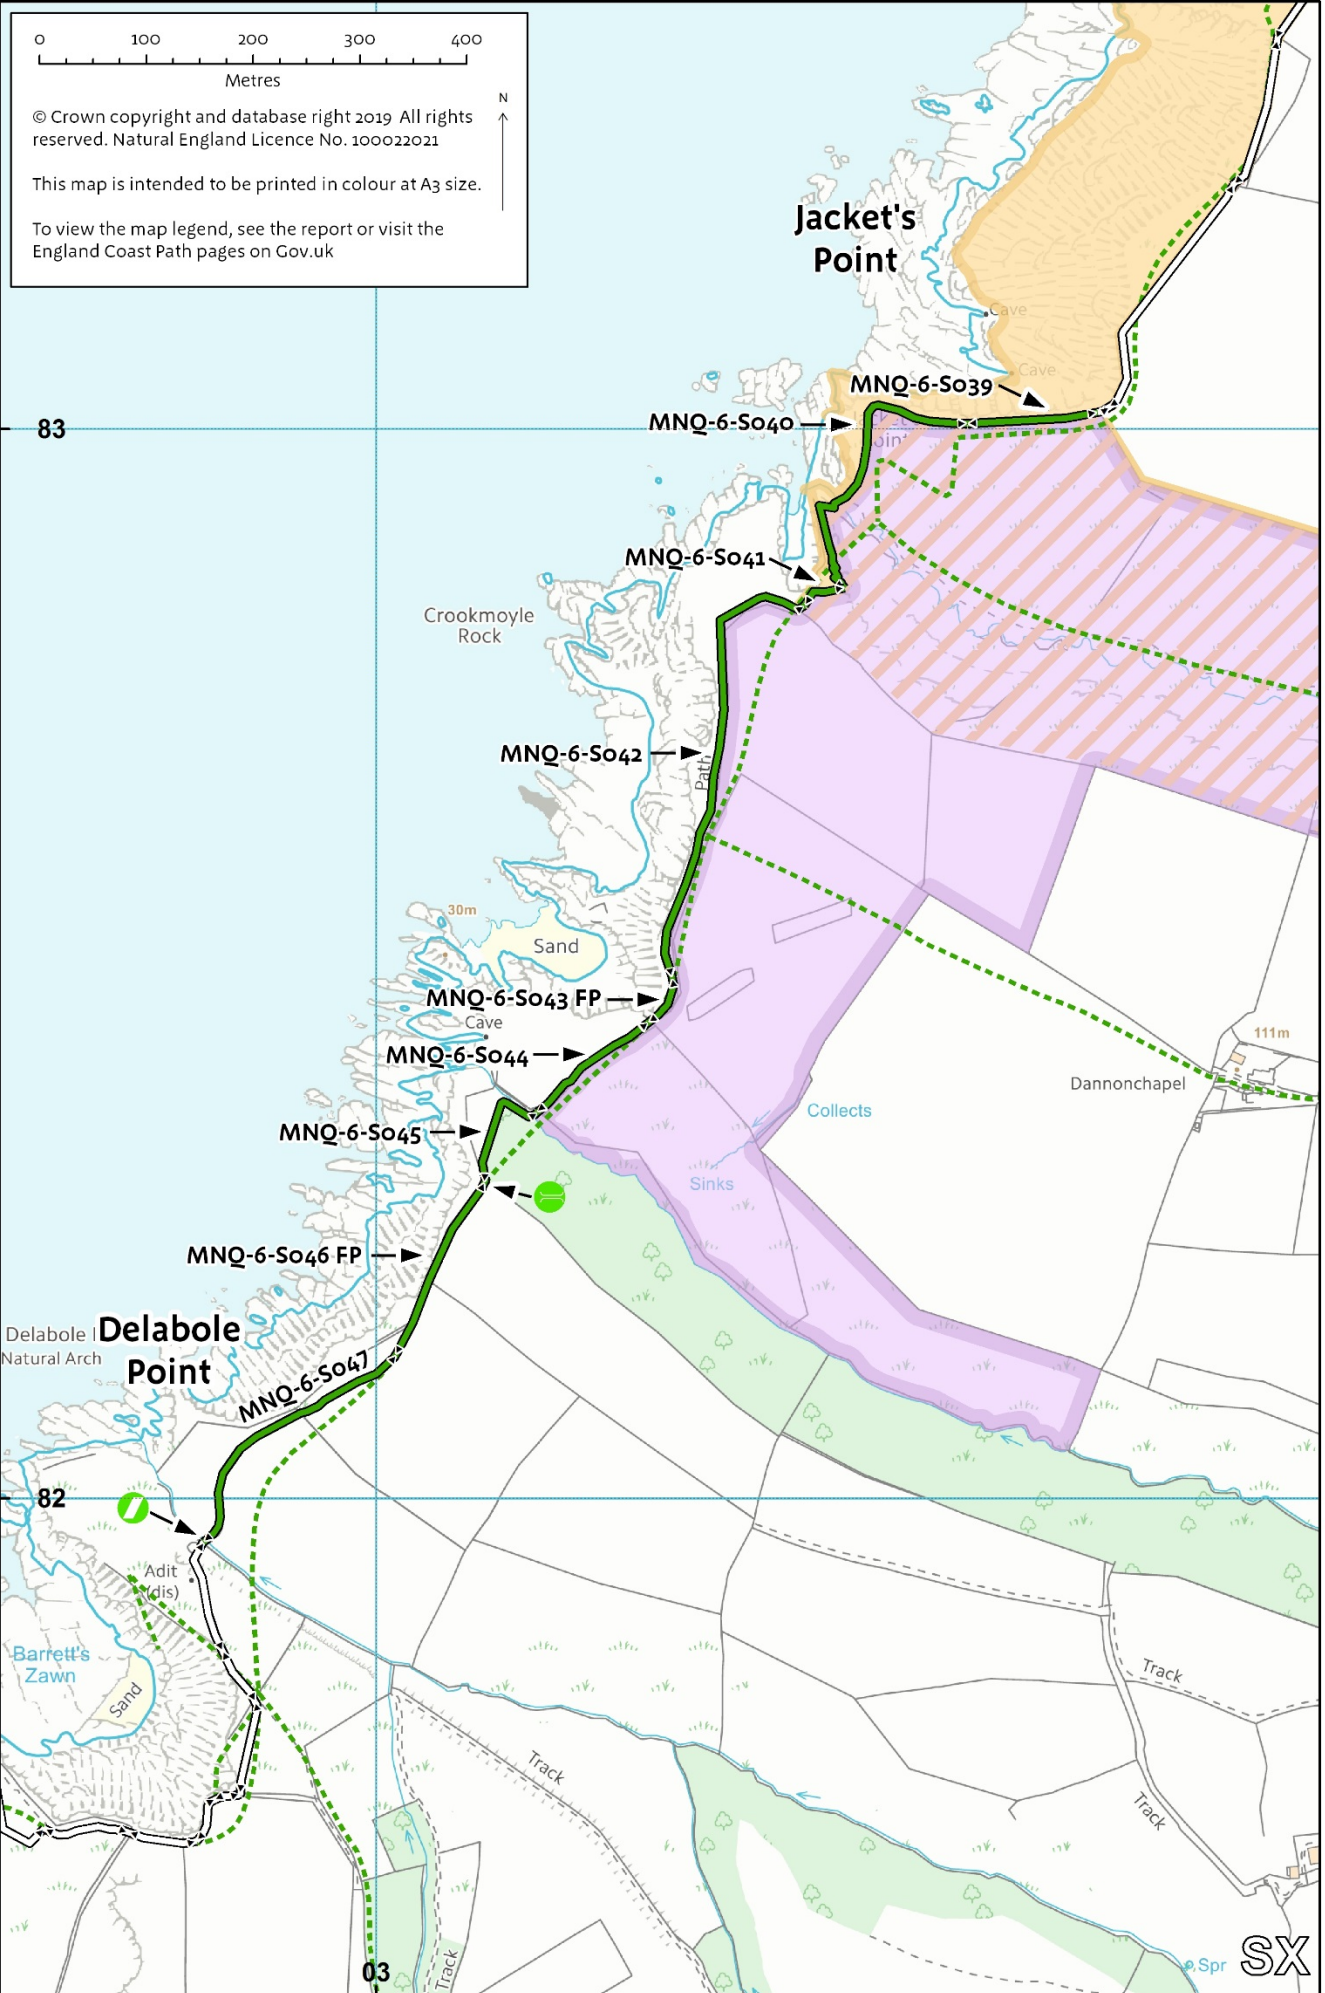 0 100 200 300 400
Metres
N
© Crown copyright and database right 2019 All rights
reserved. Natural England Licence No. 100022021
This map is intended to be printed in colour at A3 size.
To view the map legend, see the report or visit the
England Coast Path pages on Gov.uk
Jacket's
Point
Cave
Cave
MNQ-6-S039
MNQ-6-S040
83
MNQ-6-S041
Crookmoyle
Rock
MNQ-6-S042
Path
30m
Sand
MNQ-6-S043 FP
Cave
MNQ-6-S044
111m
Dannonchapel
Collects
MNQ-6-S045
Sinks
MNQ-6-S046 FP
Delabole
Natural Arch
Delabole
Point
MNQ-6-S047
82
Adit
(dis)
Barrett's
Zawn
Sand
Track
Track
Track
Track
03
Spr
SX